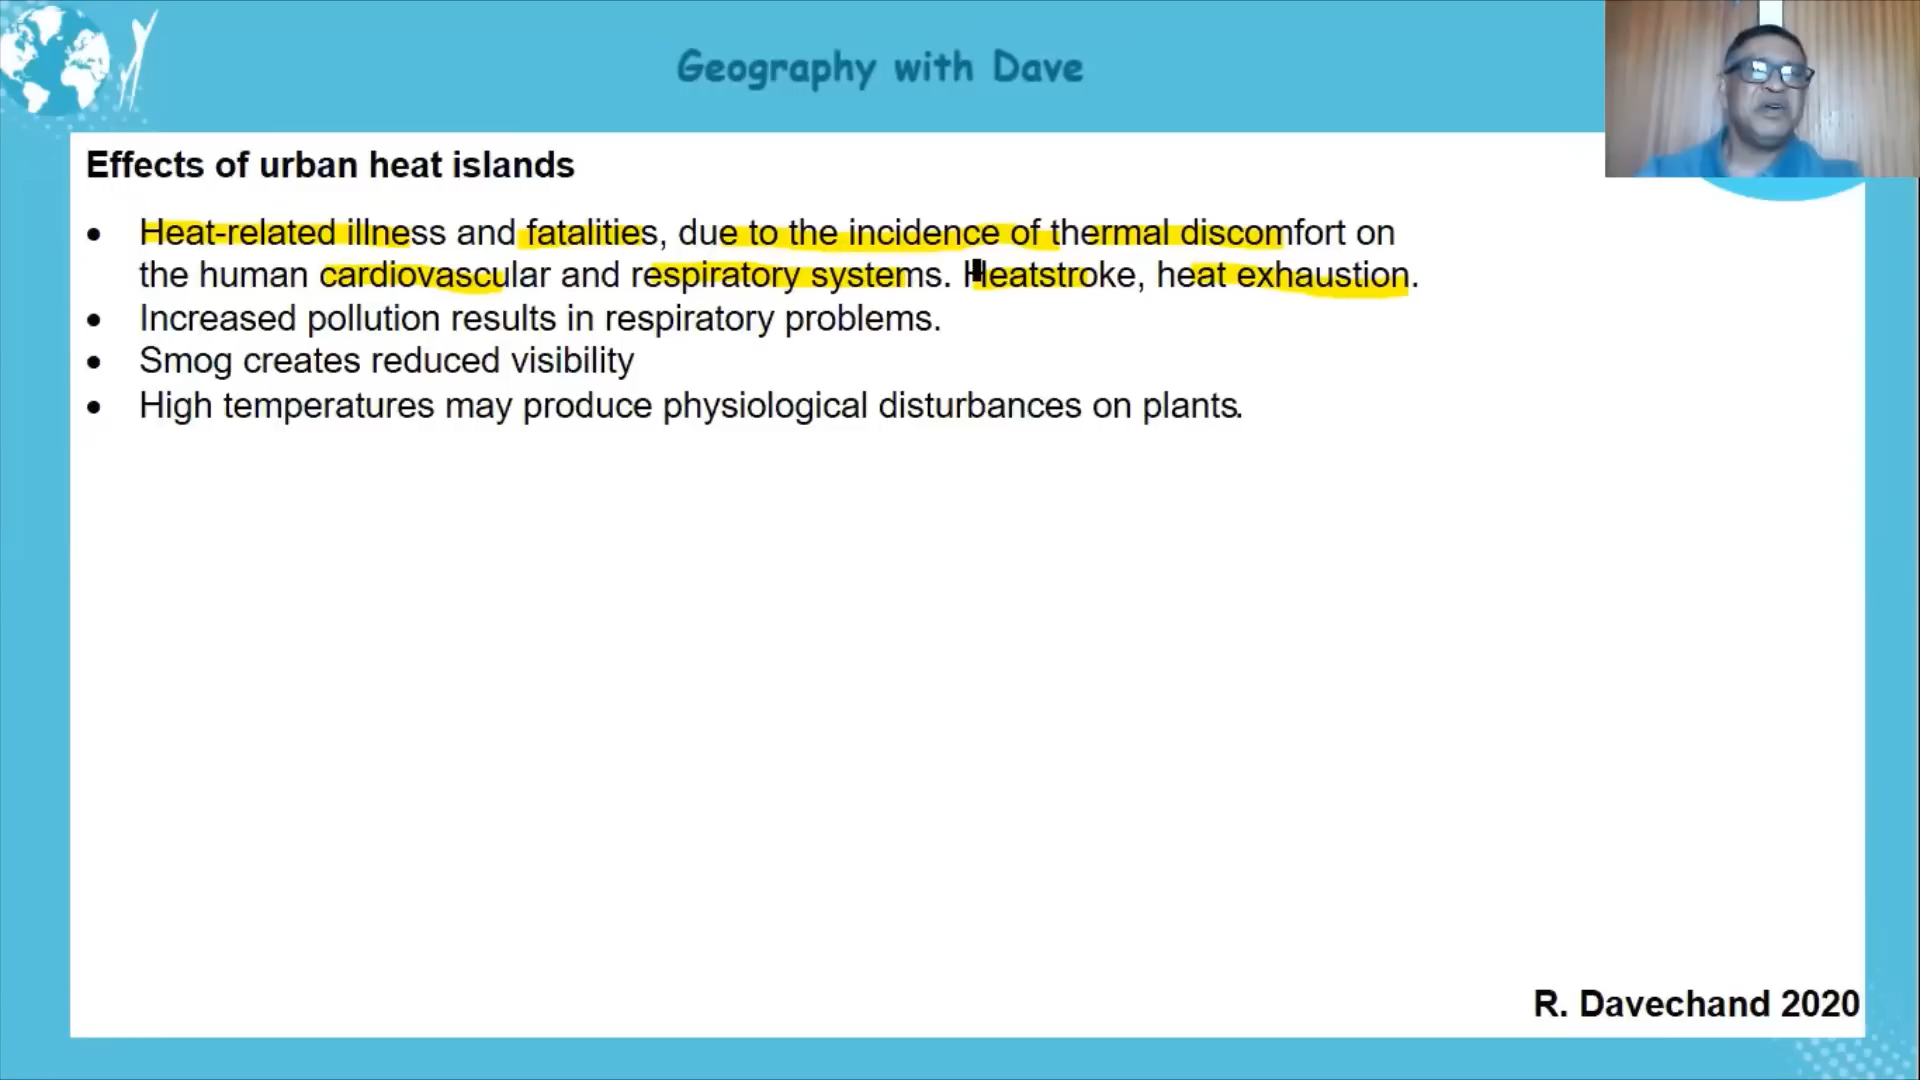 Geography with Dave
Effects of urban heat islands
• Heat-related illness and fatalities, due to the incidence of thermal discomfort on
the human cardiovascular and respiratory systems. Heatstroke, heat exhaustion.
• Increased pollution results in respiratory problems.
• Smog creates reduced visibility
• High temperatures may produce physiological disturbances on plants.
R. Davechand 2020